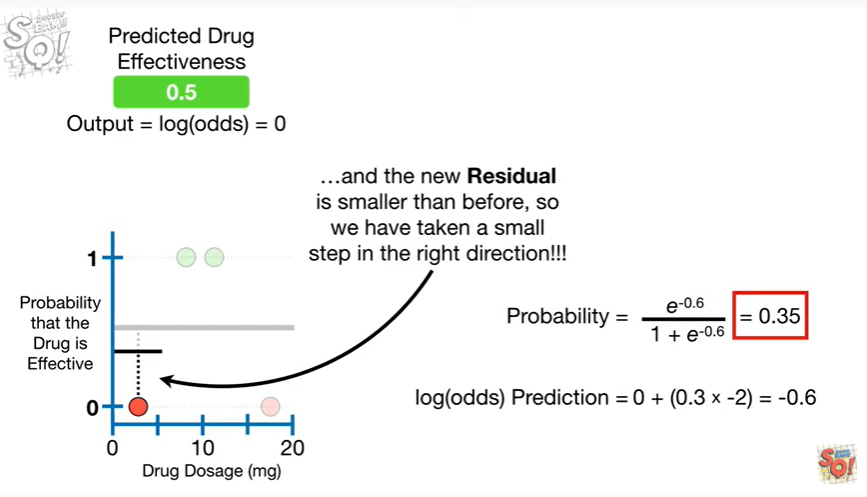 SQ!
Predicted Drug
Effectiveness
0.5
Output = log(odds) = 0
…and the new Residual
is smaller than before, so
we have taken a small
step in the right direction!!!
1
Probability
that the
Drug is
Effective
0
0
10
20
Drug Dosage (mg)
Probability = e^-0.6 / 1 + e^-0.6 = 0.35
log(odds) Prediction = 0 + (0.3 × -2) = -0.6
SQ!